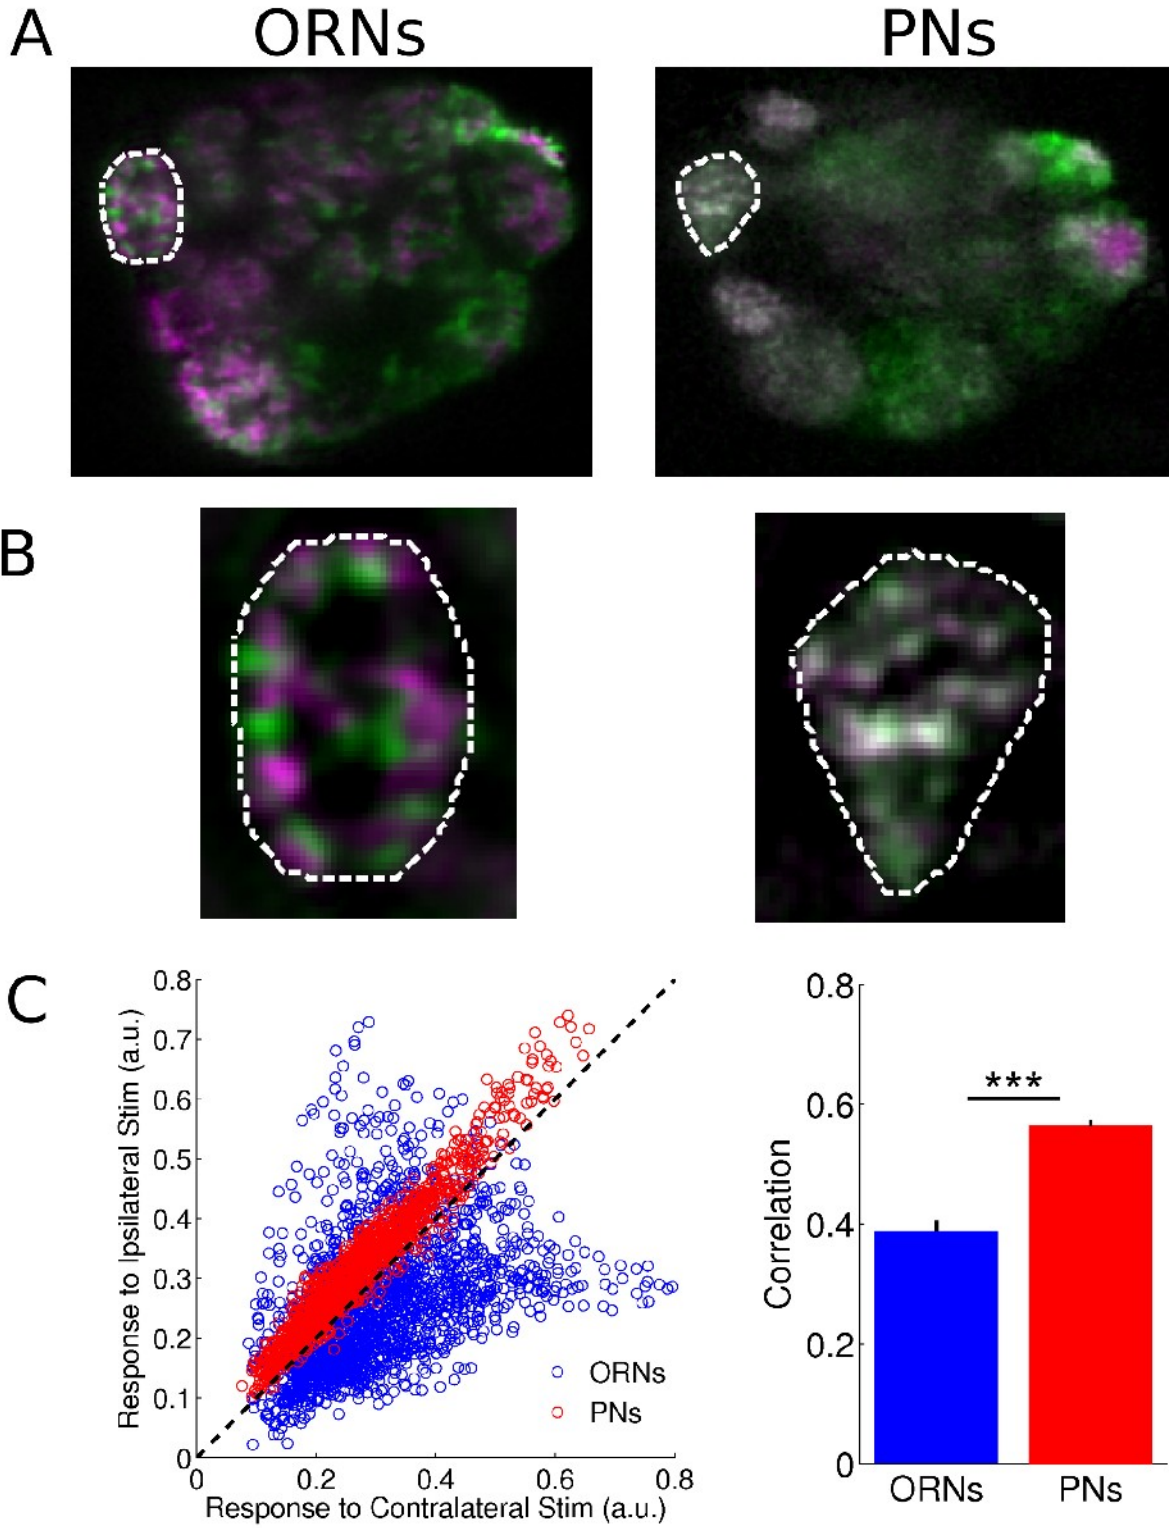 A
ORNs
PNs
B
C
Response to Ipsilateral Stim (a.u.)
0.8
0.7
0.6
0.5
0.4
0.3
0.2
0.1
0
0
0.2
0.4
0.6
0.8
Response to Contralateral Stim (a.u.)
ORNs
PNs
Correlation
0.8
0.6
0.4
0.2
0
***
ORNs
PNs